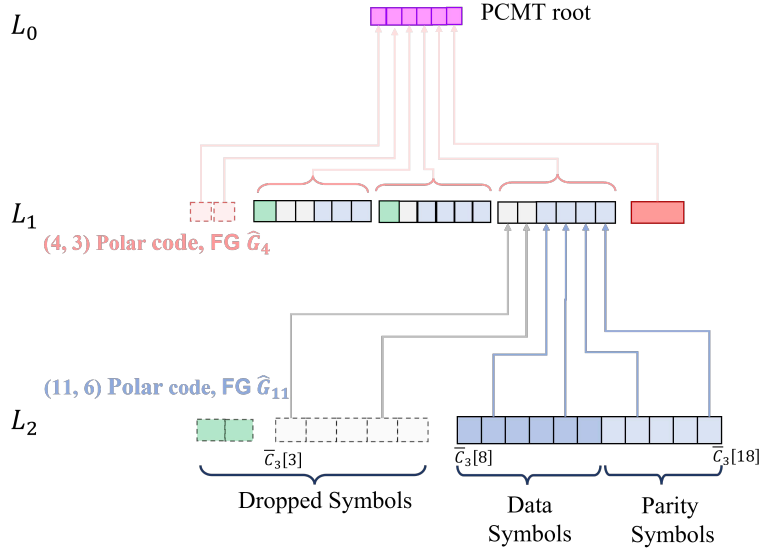 L₀
PCMT root
L₁
(4, 3) Polar code, FG Ĝ₄
(11, 6) Polar code, FG Ĝ₁₁
L₂
C̅₃[3]
C̅₃[8]
C̅₃[18]
Dropped Symbols
Data
Symbols
Parity
Symbols